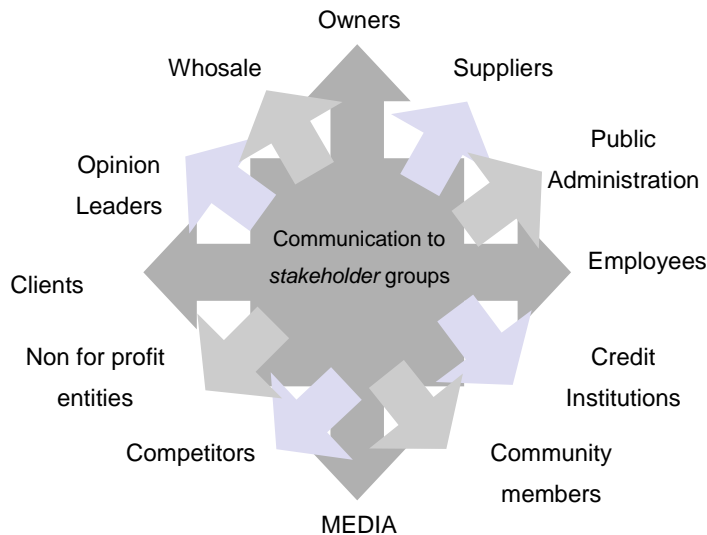 Owners
Whosale
Suppliers
Public
Administration
Opinion
Leaders
Communication to
stakeholder groups
Employees
Clients
Non for profit
entities
Credit
Institutions
Competitors
Community
members
MEDIA